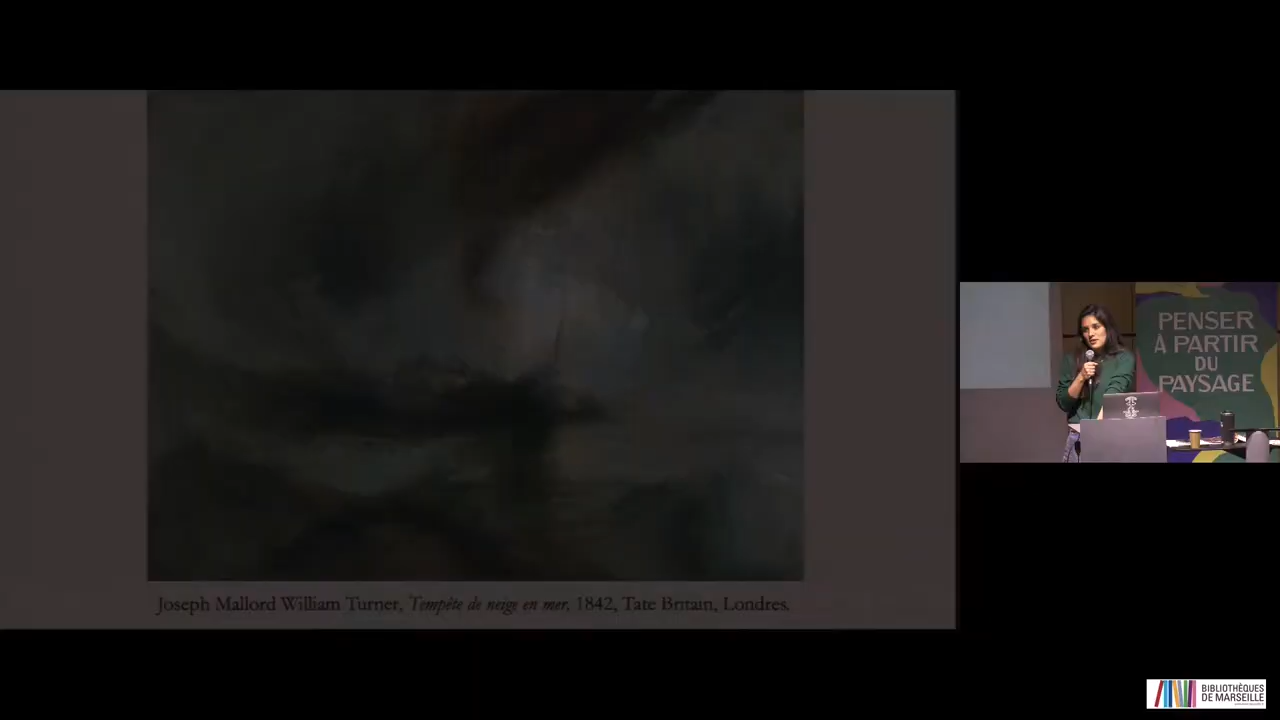 Joseph Mallord William Turner, Tempête de neige en mer, 1842, Tate Britain, Londres.
PENSER
À PARTIR
DU
PAYSAGE
BIBLIOTHÈQUES
DE MARSEILLE